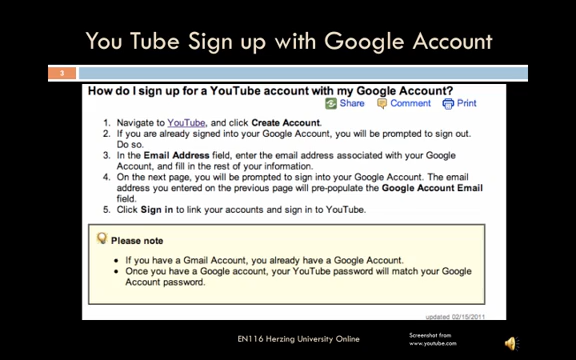 You Tube Sign up with Google Account
3
How do I sign up for a YouTube account with my Google Account?
Share Comment Print
1. Navigate to YouTube, and click Create Account.
2. If you are already signed into your Google Account, you will be prompted to sign out.
Do so.
3. In the Email Address field, enter the email address associated with your Google
Account, and fill in the rest of your information.
4. On the next page, you will be prompted to sign into your Google Account. The email
address you entered on the previous page will pre-populate the Google Account Email
field.
5. Click Sign in to link your accounts and sign in to YouTube.
Please note
• If you have a Gmail Account, you already have a Google Account.
• Once you have a Google account, your YouTube password will match your Google
Account password.
updated 02/15/2011
EN116 Herzing University Online
Screenshot from
www.youtube.com